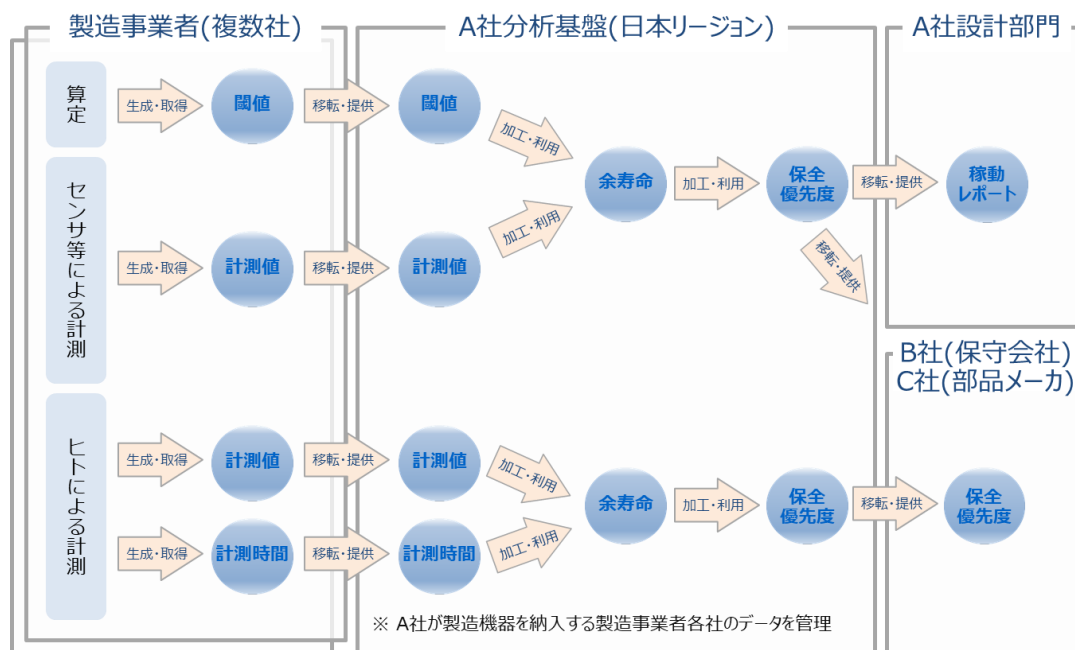 製造事業者(複数社)
A社分析基盤(日本リージョン)
A社設計部門
算定
生成・取得
閾値
移転・提供
閾値
加工・利用
センサ等による計測
生成・取得
計測値
移転・提供
計測値
加工・利用
余寿命
加工・利用
保全
優先度
移転・提供
稼動
レポート
移転・提供
B社(保守会社)
C社(部品メーカ)
ヒトによる計測
生成・取得
計測値
移転・提供
計測値
加工・利用
生成・取得
計測時間
移転・提供
計測時間
加工・利用
余寿命
加工・利用
保全
優先度
移転・提供
保全
優先度
※ A社が製造機器を納入する製造事業者各社のデータを管理